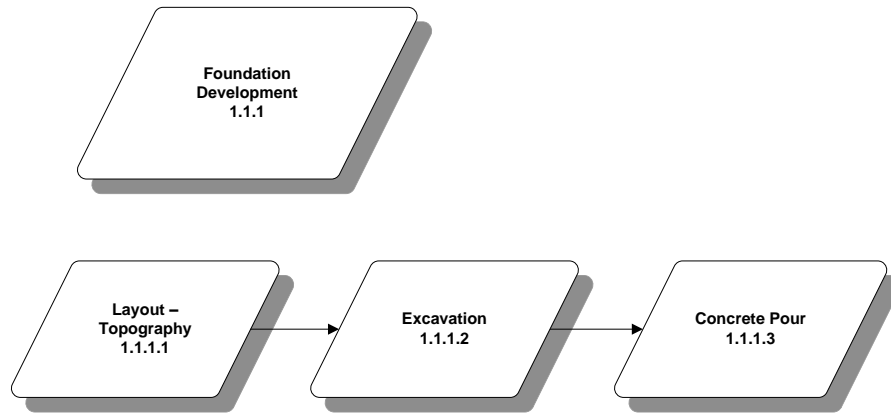 Foundation
Development
1.1.1
Layout –
Topography
1.1.1.1
Excavation
1.1.1.2
Concrete Pour
1.1.1.3